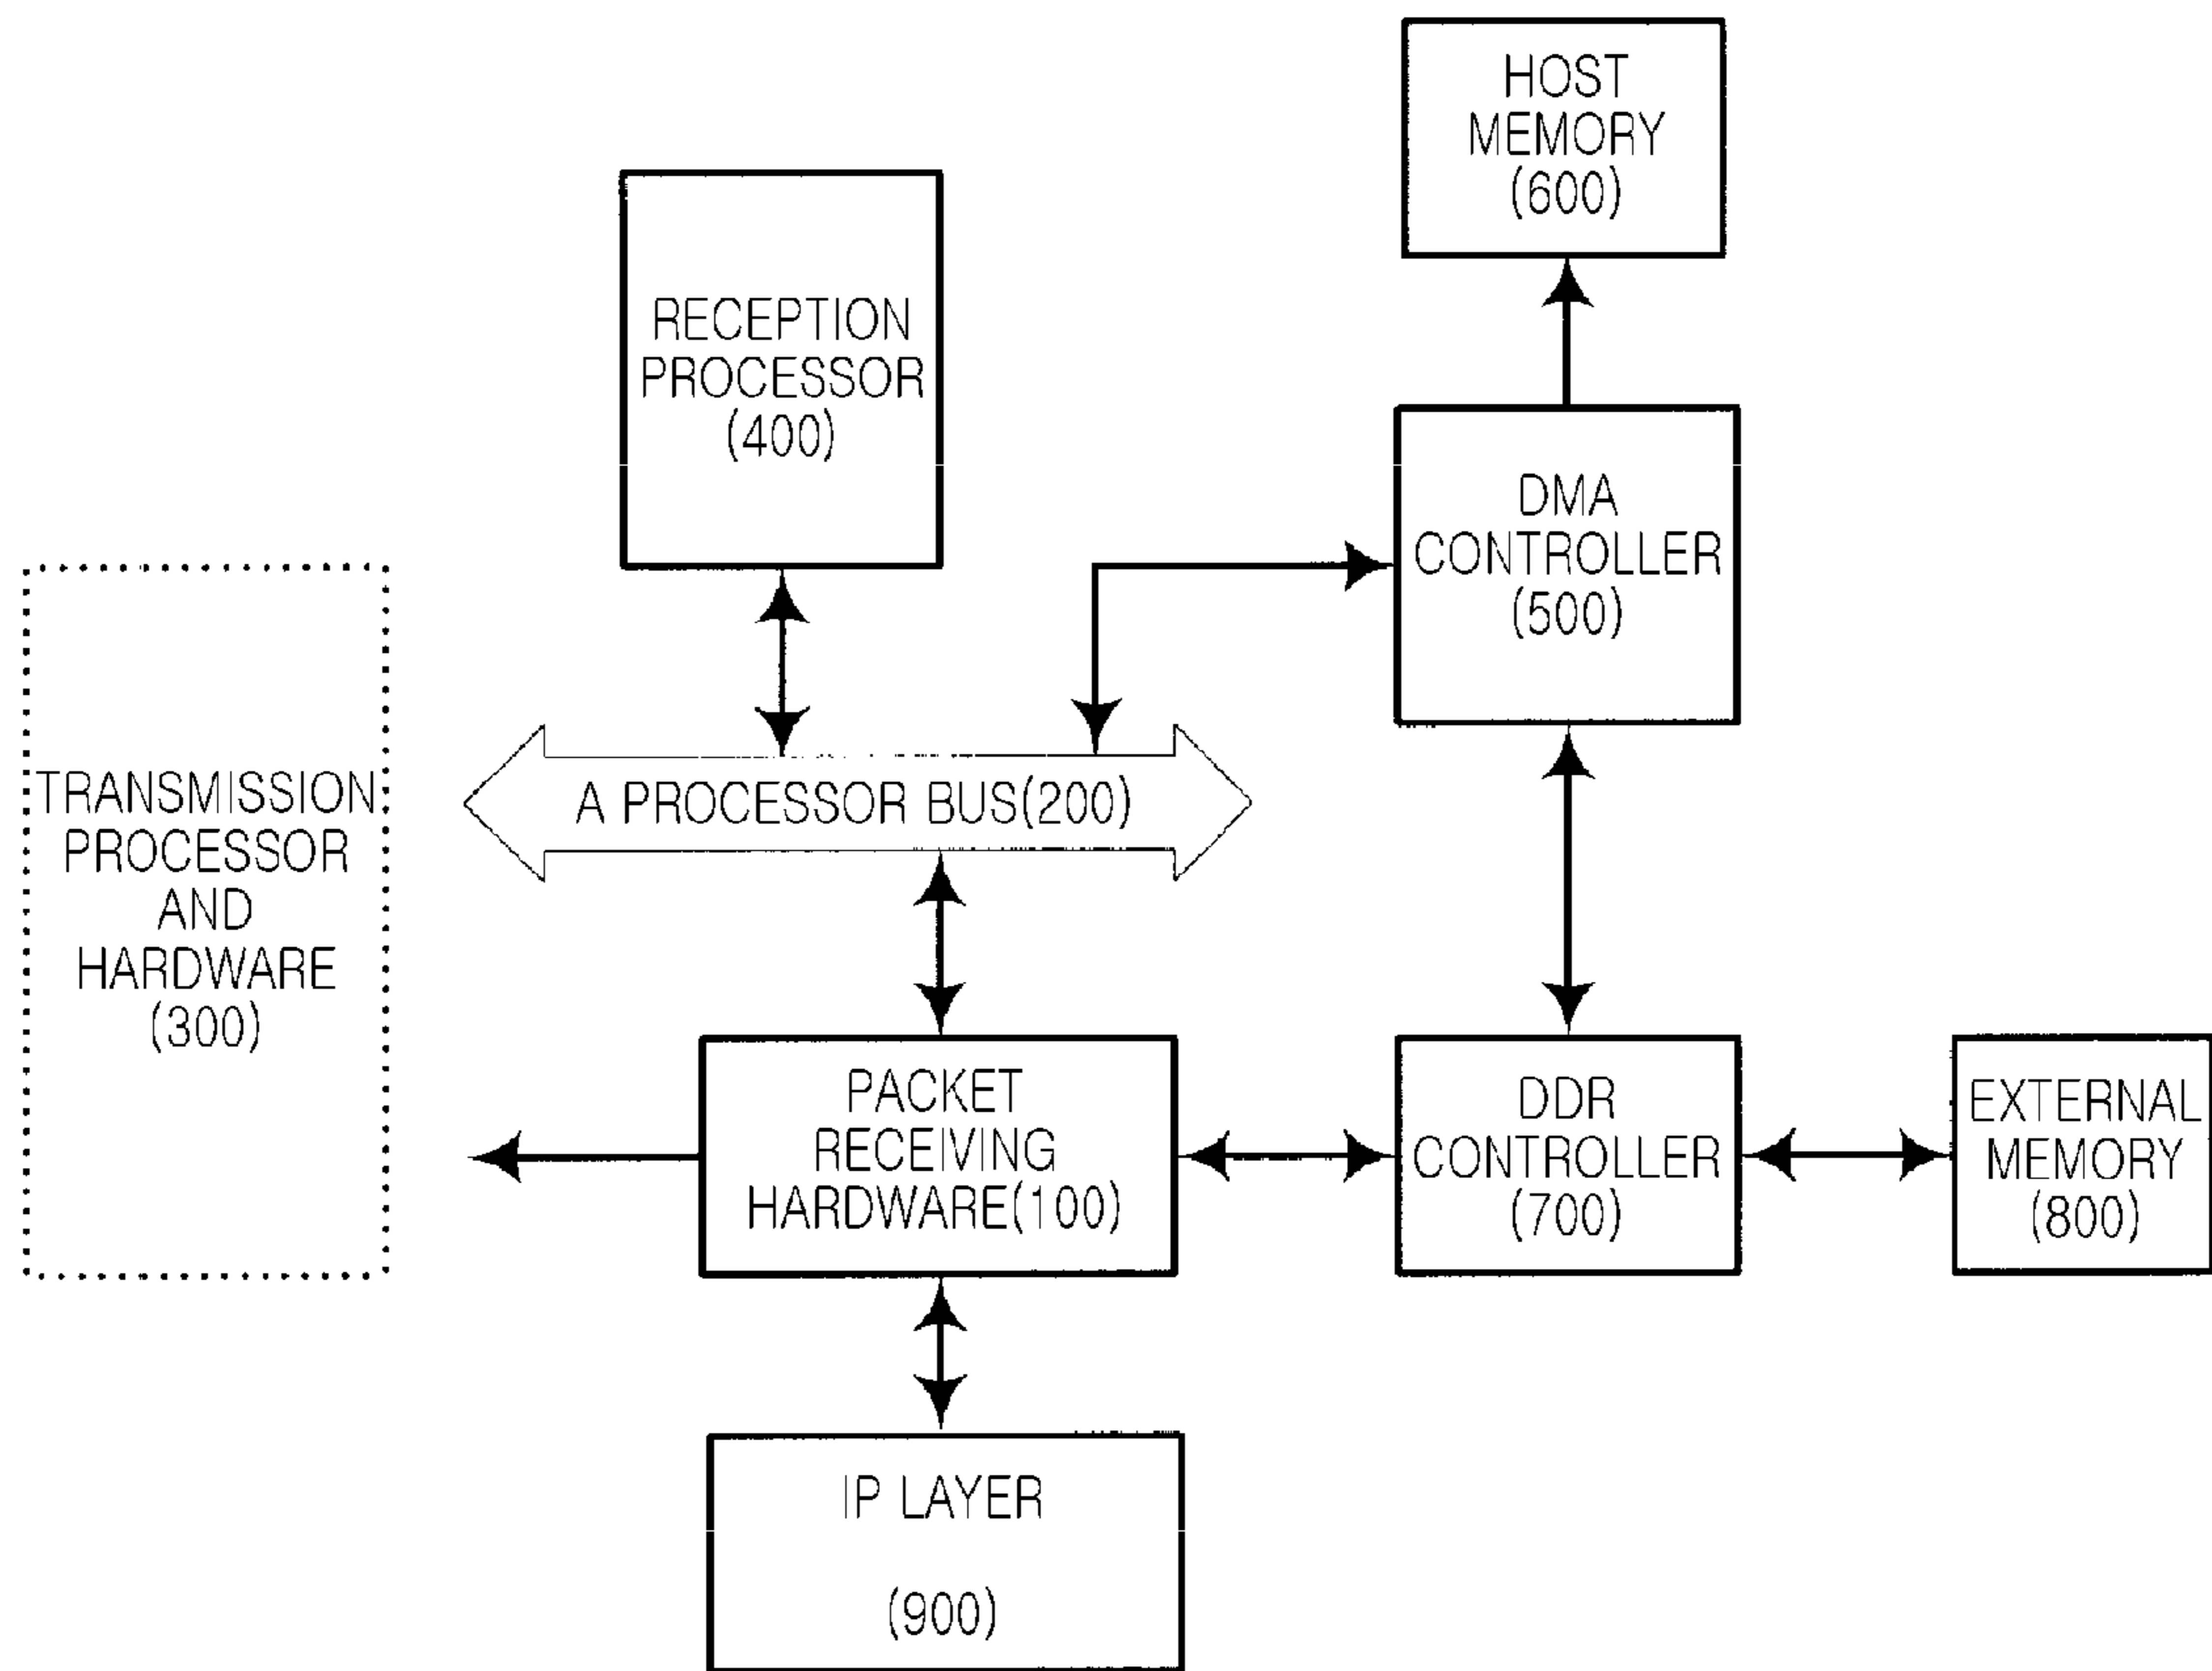 HOST
MEMORY
(600)
RECEPTION
PROCESSOR
(400)
DMA
CONTROLLER
(500)
TRANSMISSION
PROCESSOR
AND
HARDWARE
(300)
A PROCESSOR BUS(200)
PACKET
RECEIVING
HARDWARE(100)
DDR
CONTROLLER
(700)
EXTERNAL
MEMORY
(800)
IP LAYER
(900)